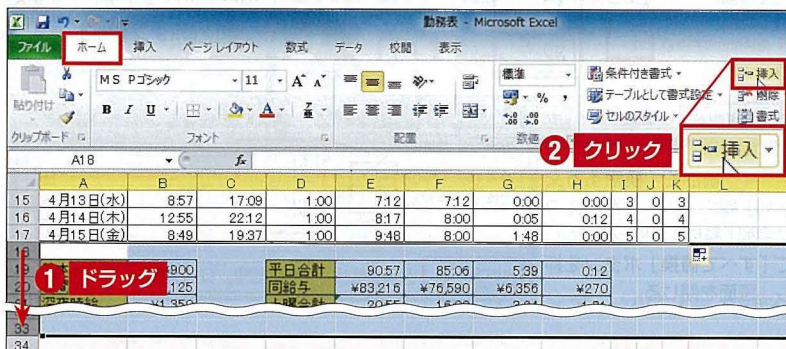 勤務表 - Microsoft Excel
ファイル ホーム 挿入 ページ レイアウト 数式 データ 校閲 表示
MS Pゴシック 11 標準 条件付き書式 挿入
貼り付け テーブルとして書式設定 削除
B I U セルのスタイル 書式
クリップボード フォント 配置 数値
2 クリック 挿入
A18 fx
A B C D E F G H I J K L
15 4月13日(水) 8:57 17:09 1:00 7:12 7:12 0:00 0:00 3 0 3
16 4月14日(木) 12:55 22:12 1:00 8:17 8:00 0:05 0:12 4 0 4
17 4月15日(金) 8:49 19:37 1:00 9:48 8:00 1:48 0:00 5 0 5
18
19 平日合計 90:57 85:06 5:39 0:12
1 ドラッグ
20 同給与 ¥83,216 ¥76,590 ¥6,356 ¥270
33
34